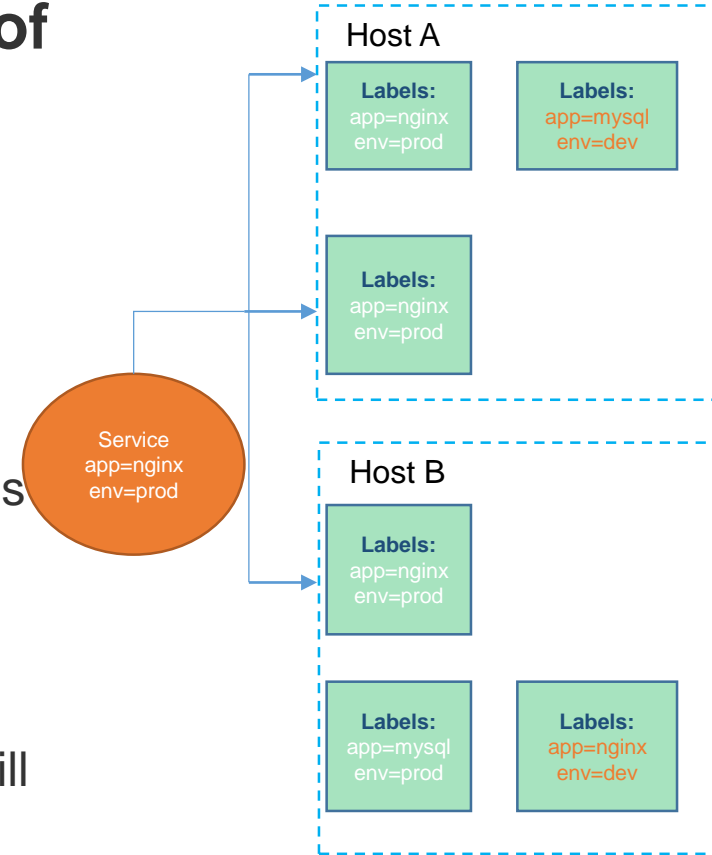 of
s
ill
Service
app=nginx
env=prod
Host A
Labels:
app=nginx
env=prod
Labels:
app=mysql
env=dev
Labels:
app=nginx
env=prod
Host B
Labels:
app=nginx
env=prod
Labels:
app=mysql
env=prod
Labels:
app=nginx
env=dev